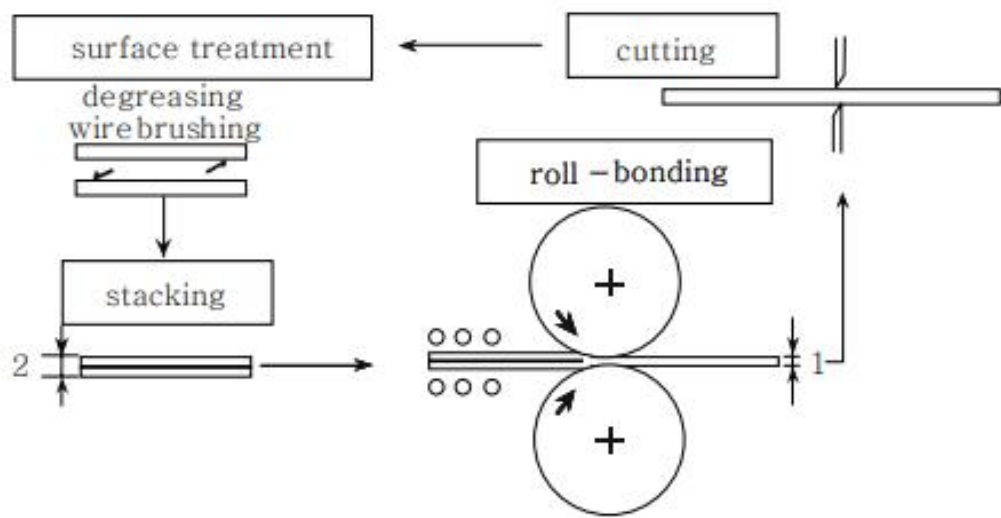 surface treatment
cutting
degreasing
wire brushing
roll - bonding
stacking
2
1